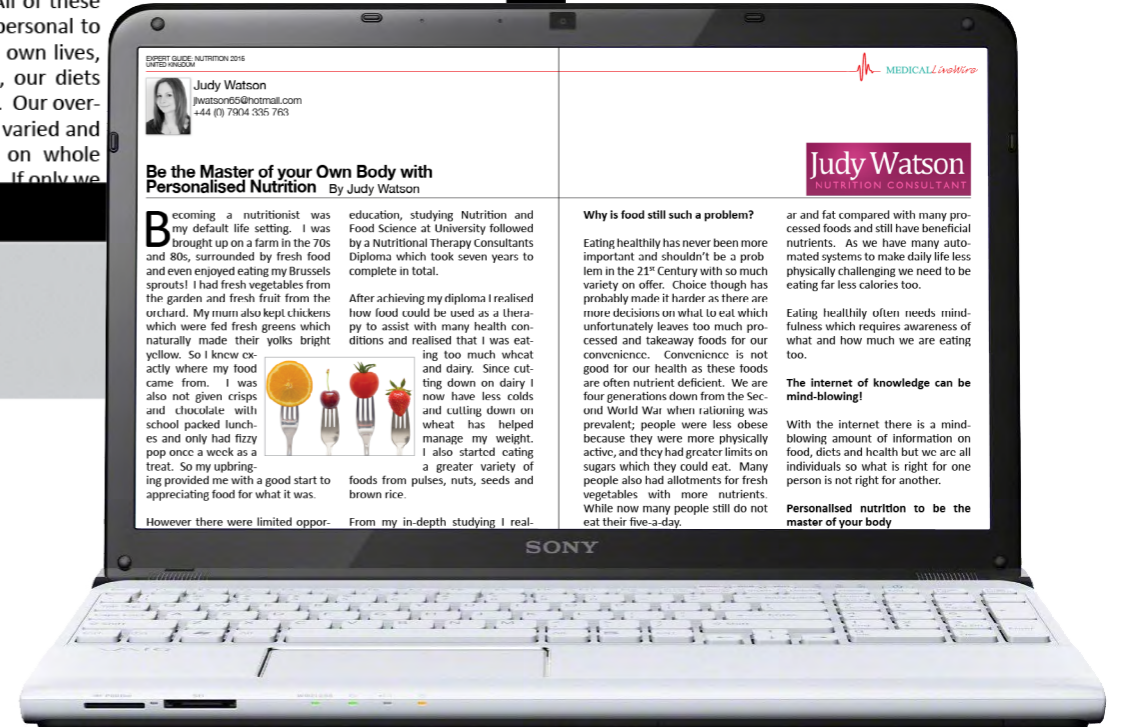 All of these
personal to
own lives,
, our diets
. Our over-
varied and
on whole
If only we
EXPERT GUIDE: NUTRITION 2015
UNITED KINGDOM
MEDICAL LiveWire
Judy Watson
jlwatson65@hotmail.com
+44 (0) 7904 335 763
Judy Watson
NUTRITION CONSULTANT
Be the Master of your Own Body with
Personalised Nutrition By Judy Watson
Becoming a nutritionist was
my default life setting. I was
brought up on a farm in the 70s
and 80s, surrounded by fresh food
and even enjoyed eating my Brussels
sprouts! I had fresh vegetables from
the garden and fresh fruit from the
orchard. My mum also kept chickens
which were fed fresh greens which
naturally made their yolks bright
yellow. So I knew ex-
actly where my food
came from. I was
also not given crisps
and chocolate with
school packed lunch-
es and only had fizzy
pop once a week as a
treat. So my upbring-
ing provided me with a good start to
appreciating food for what it was.
However there were limited oppor-
education, studying Nutrition and
Food Science at University followed
by a Nutritional Therapy Consultants
Diploma which took seven years to
complete in total.
After achieving my diploma I realised
how food could be used as a thera-
py to assist with many health con-
ditions and realised that I was eat-
ing too much wheat
and dairy. Since cut-
ting down on dairy I
now have less colds
and cutting down on
wheat has helped
manage my weight.
I also started eating
a greater variety of
foods from pulses, nuts, seeds and
brown rice.
From my in-depth studying I real-
Why is food still such a problem?
Eating healthily has never been more
important and shouldn't be a prob
lem in the 21st Century with so much
variety on offer. Choice though has
probably made it harder as there are
more decisions on what to eat which
unfortunately leaves too much pro-
cessed and takeaway foods for our
convenience. Convenience is not
good for our health as these foods
are often nutrient deficient. We are
four generations down from the Sec-
ond World War when rationing was
prevalent; people were less obese
because they were more physically
active, and they had greater limits on
sugars which they could eat. Many
people also had allotments for fresh
vegetables with more nutrients.
While now many people still do not
eat their five-a-day.
ar and fat compared with many pro-
cessed foods and still have beneficial
nutrients. As we have many auto-
mated systems to make daily life less
physically challenging we need to be
eating far less calories too.
Eating healthily often needs mind-
fulness which requires awareness of
what and how much we are eating
too.
The internet of knowledge can be
mind-blowing!
With the internet there is a mind-
blowing amount of information on
food, diets and health but we are all
individuals so what is right for one
person is not right for another.
Personalised nutrition to be the
master of your body
SONY
VAIO